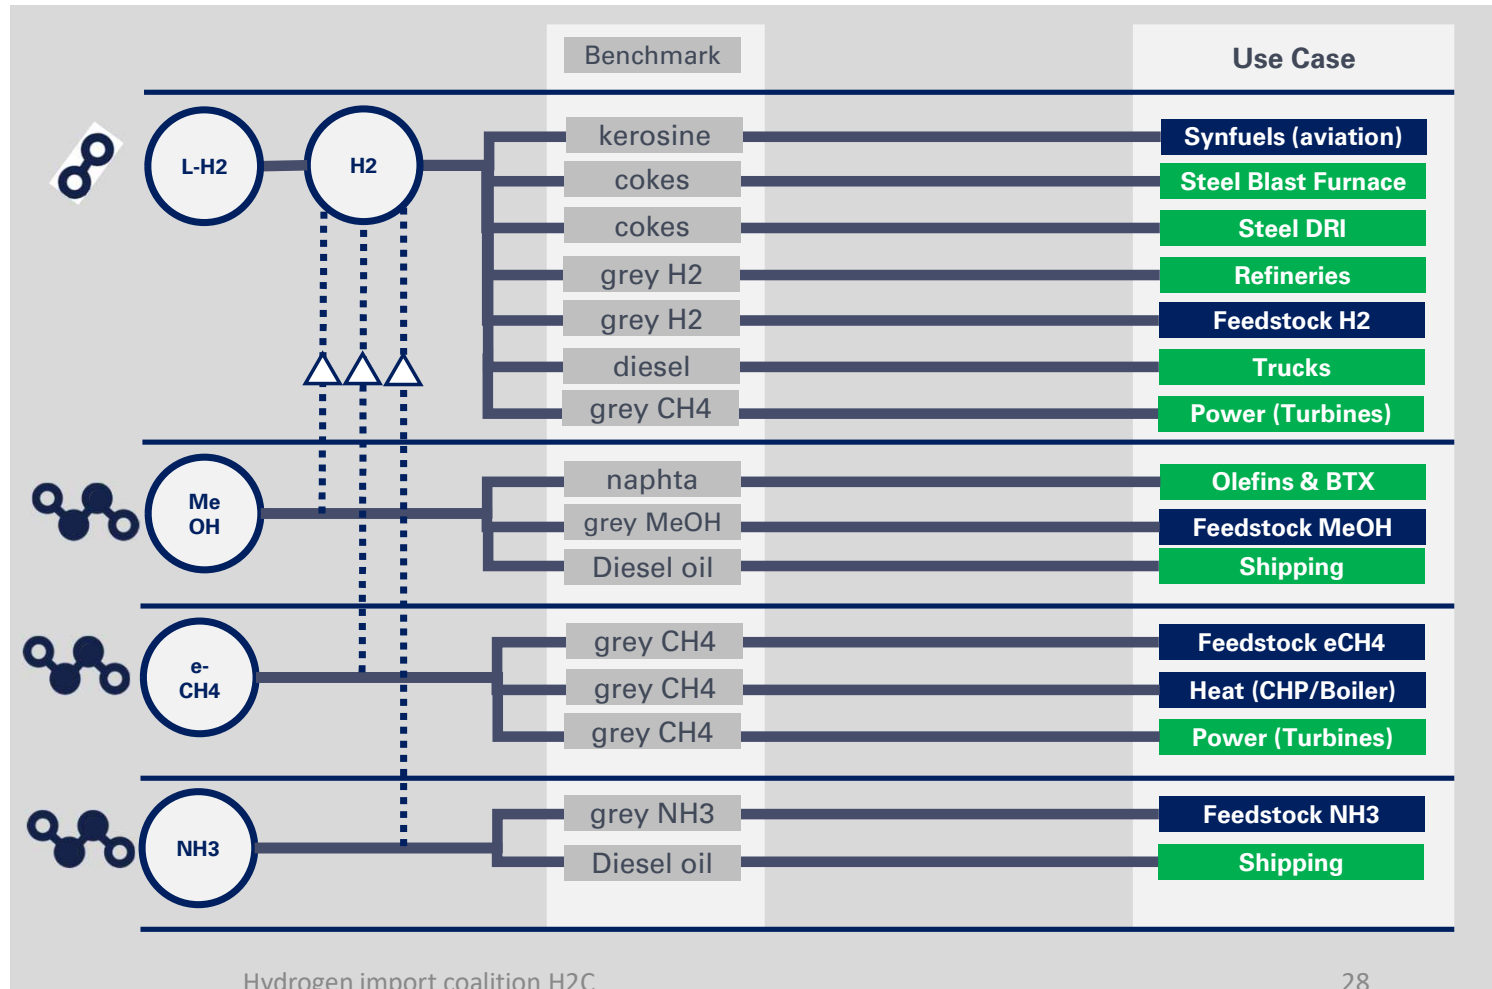 Benchmark
Use Case
L-H2
H2
kerosine
Synfuels (aviation)
cokes
Steel Blast Furnace
cokes
Steel DRI
grey H2
Refineries
grey H2
Feedstock H2
diesel
Trucks
grey CH4
Power (Turbines)
Me
OH
naphta
Olefins & BTX
grey MeOH
Feedstock MeOH
Diesel oil
Shipping
e-
CH4
grey CH4
Feedstock eCH4
grey CH4
Heat (CHP/Boiler)
grey CH4
Power (Turbines)
NH3
grey NH3
Feedstock NH3
Diesel oil
Shipping
Hydrogen import coalition H2C
28